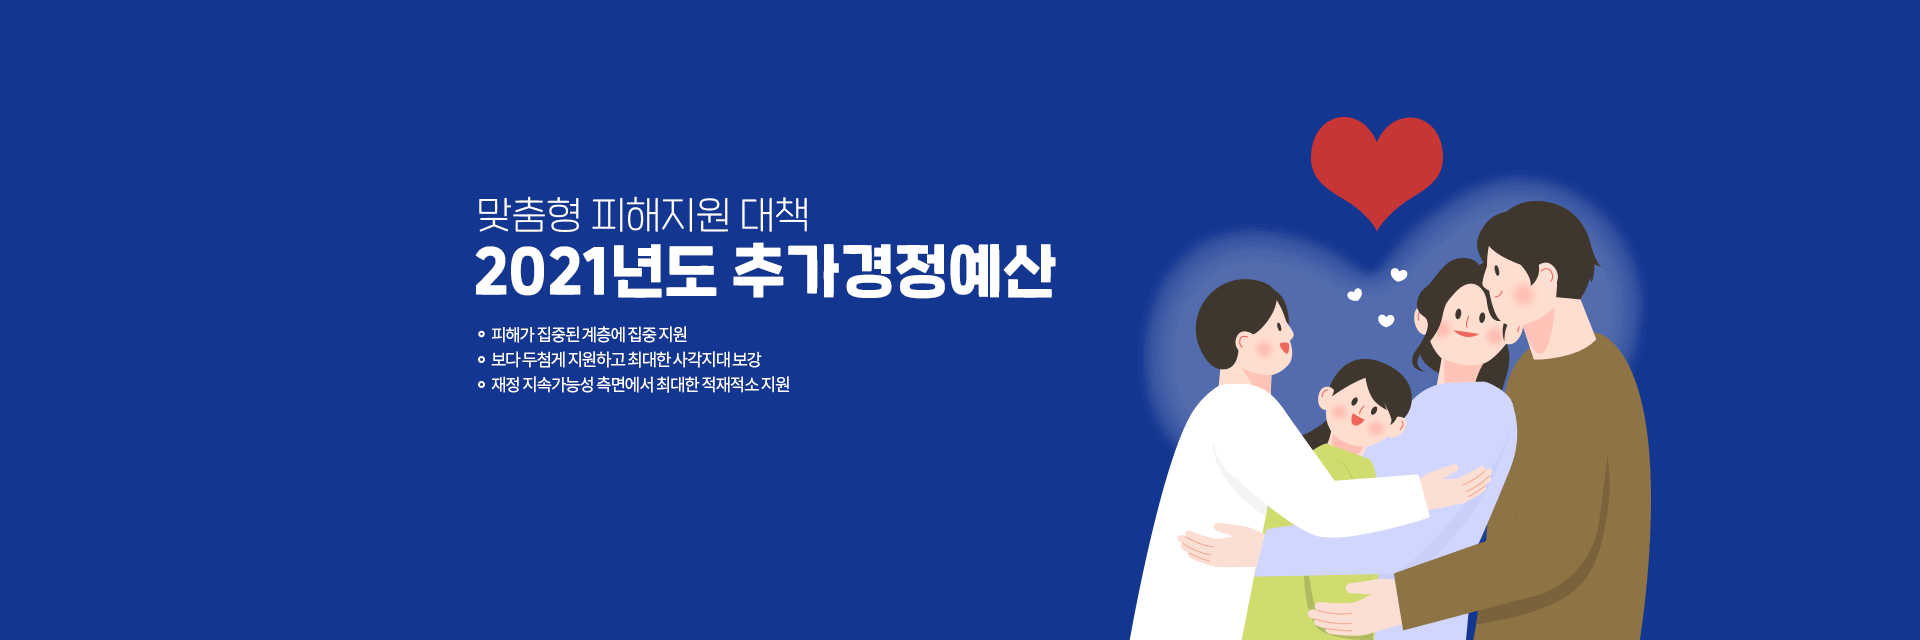 맞춤형 피해지원 대책
2021년도 추가경정예산
피해가 집중된 계층에 집중 지원
보다 두첨게 지원하고 최대한 사각지대 보강
재정 지속가능성 측면에서 최대한 적재적소 지원